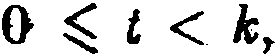 0 ⩽ t < k,